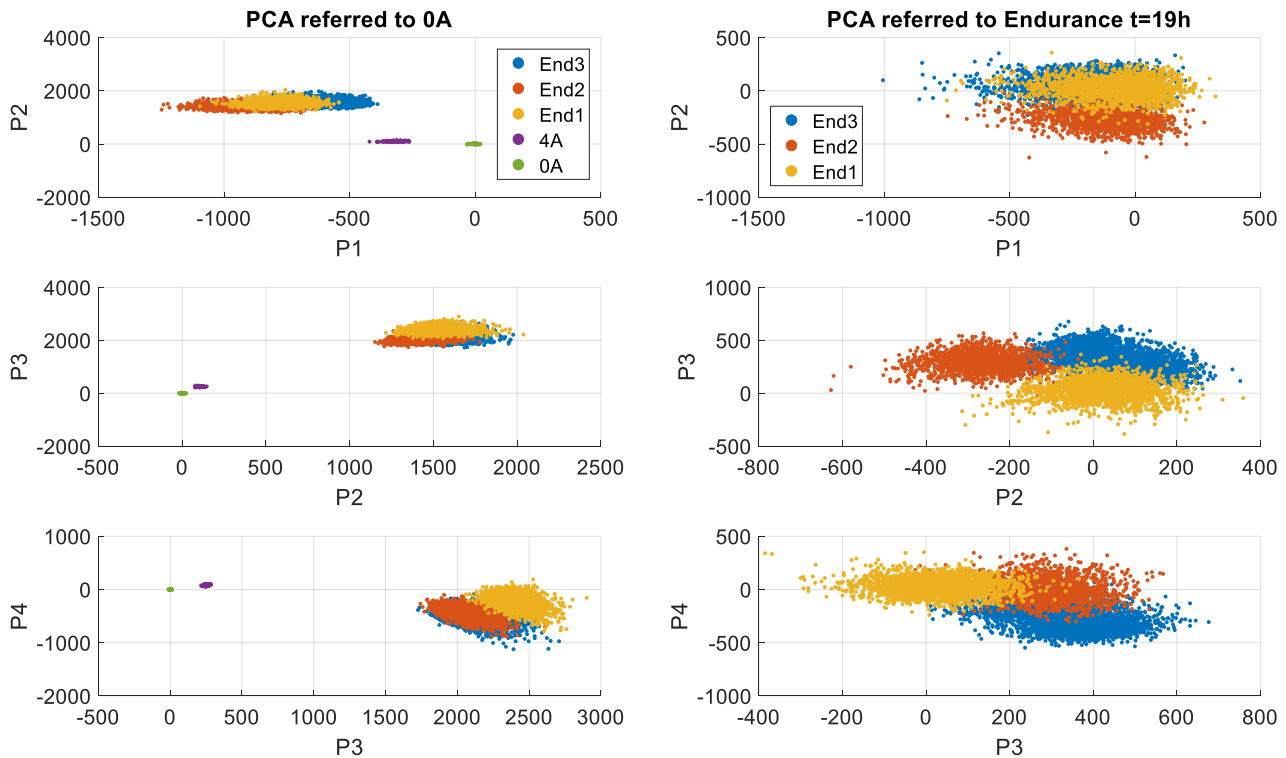 PCA referred to 0A
4000
2000
0
-2000
P2
-1500
-1000
-500
0
500
P1
End3
End2
End1
4A
0A
PCA referred to Endurance t=19h
500
0
-500
-1000
P2
-1500
-1000
-500
0
500
P1
End3
End2
End1
4000
2000
0
-2000
P3
-500
0
500
1000
1500
2000
2500
P2
1000
500
0
-500
P3
-800
-600
-400
-200
0
200
400
P2
1000
0
-1000
-2000
P4
-500
0
500
1000
1500
2000
2500
3000
P3
500
0
-500
-1000
P4
-400
-200
0
200
400
600
800
P3